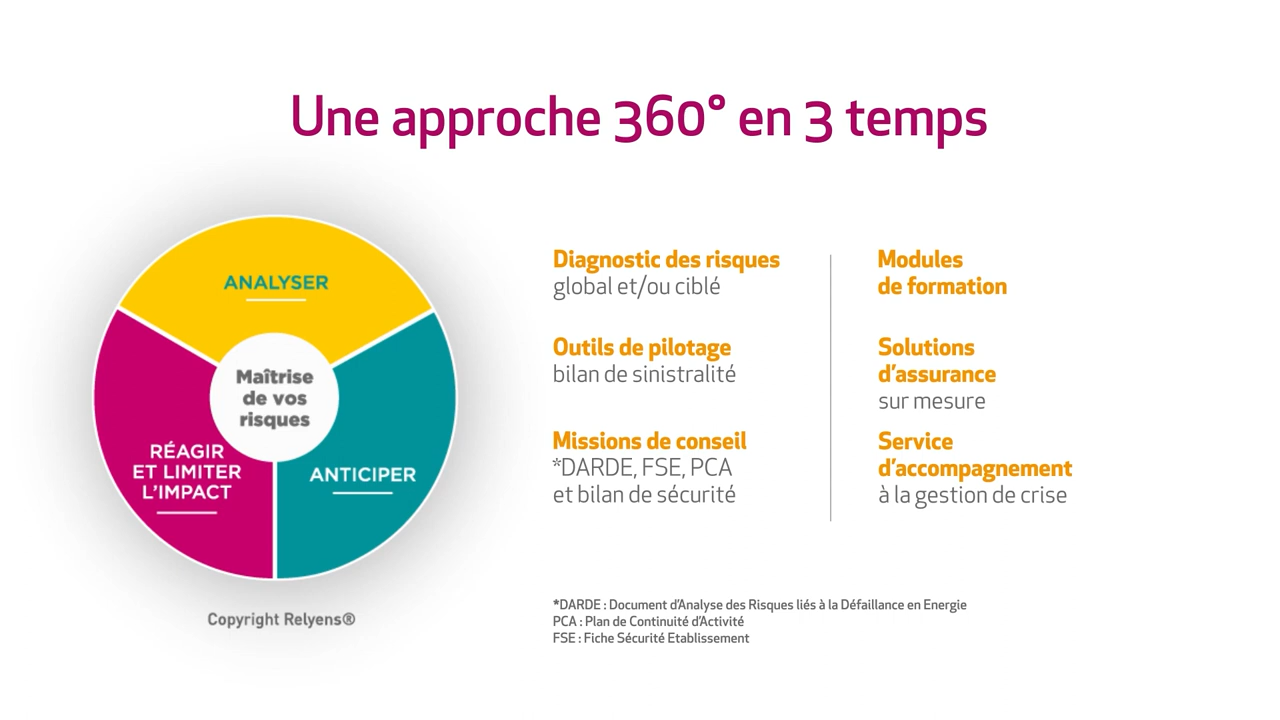 Une approche 360° en 3 temps
ANALYSER
Maîtrise
de vos
risques
RÉAGIR
ET LIMITER
L'IMPACT
ANTICIPER
Copyright Relyens®
Diagnostic des risques
global et/ou ciblé
Outils de pilotage
bilan de sinistralité
Missions de conseil
*DARDE, FSE, PCA
et bilan de sécurité
Modules
de formation
Solutions
d'assurance
sur mesure
Service
d'accompagnement
à la gestion de crise
*DARDE : Document d'Analyse des Risques liés à la Défaillance en Energie
PCA : Plan de Continuité d'Activité
FSE : Fiche Sécurité Etablissement